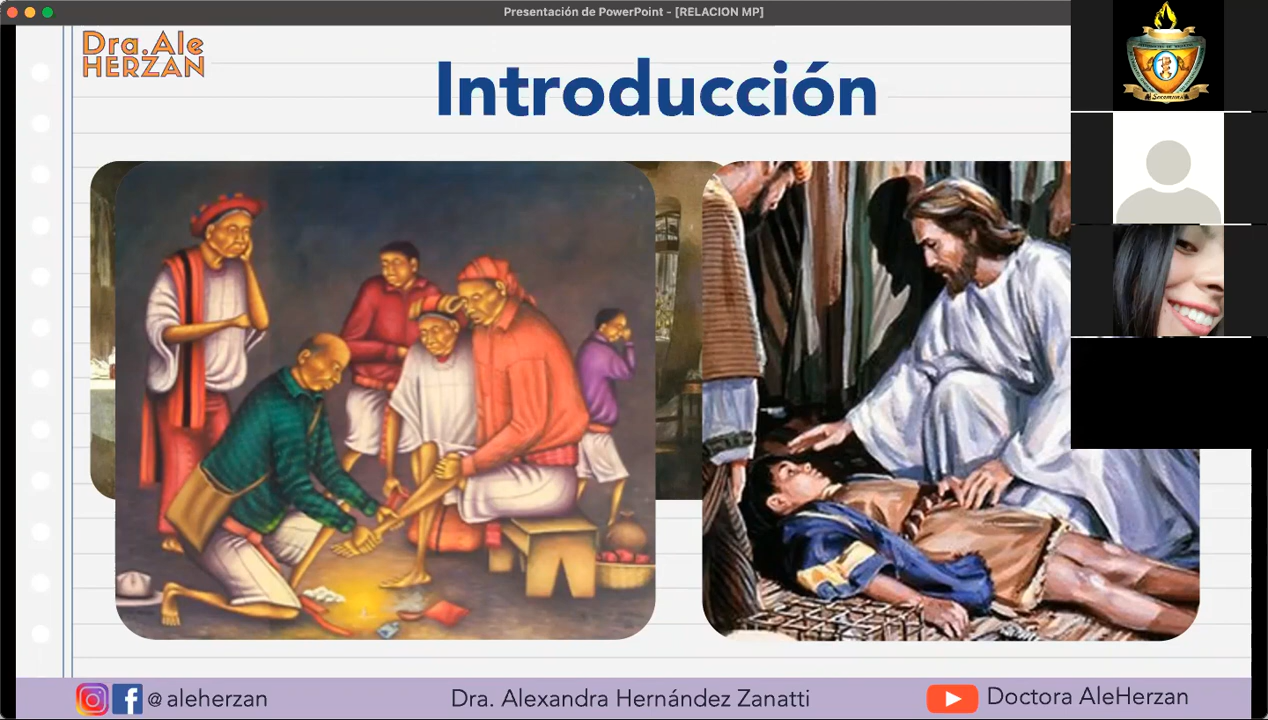 Presentación de PowerPoint - [RELACION MP]
Dra.Ale
HERZAN
Introducción
@ aleherzan
Dra. Alexandra Hernández Zanatti
Doctora AleHerzan